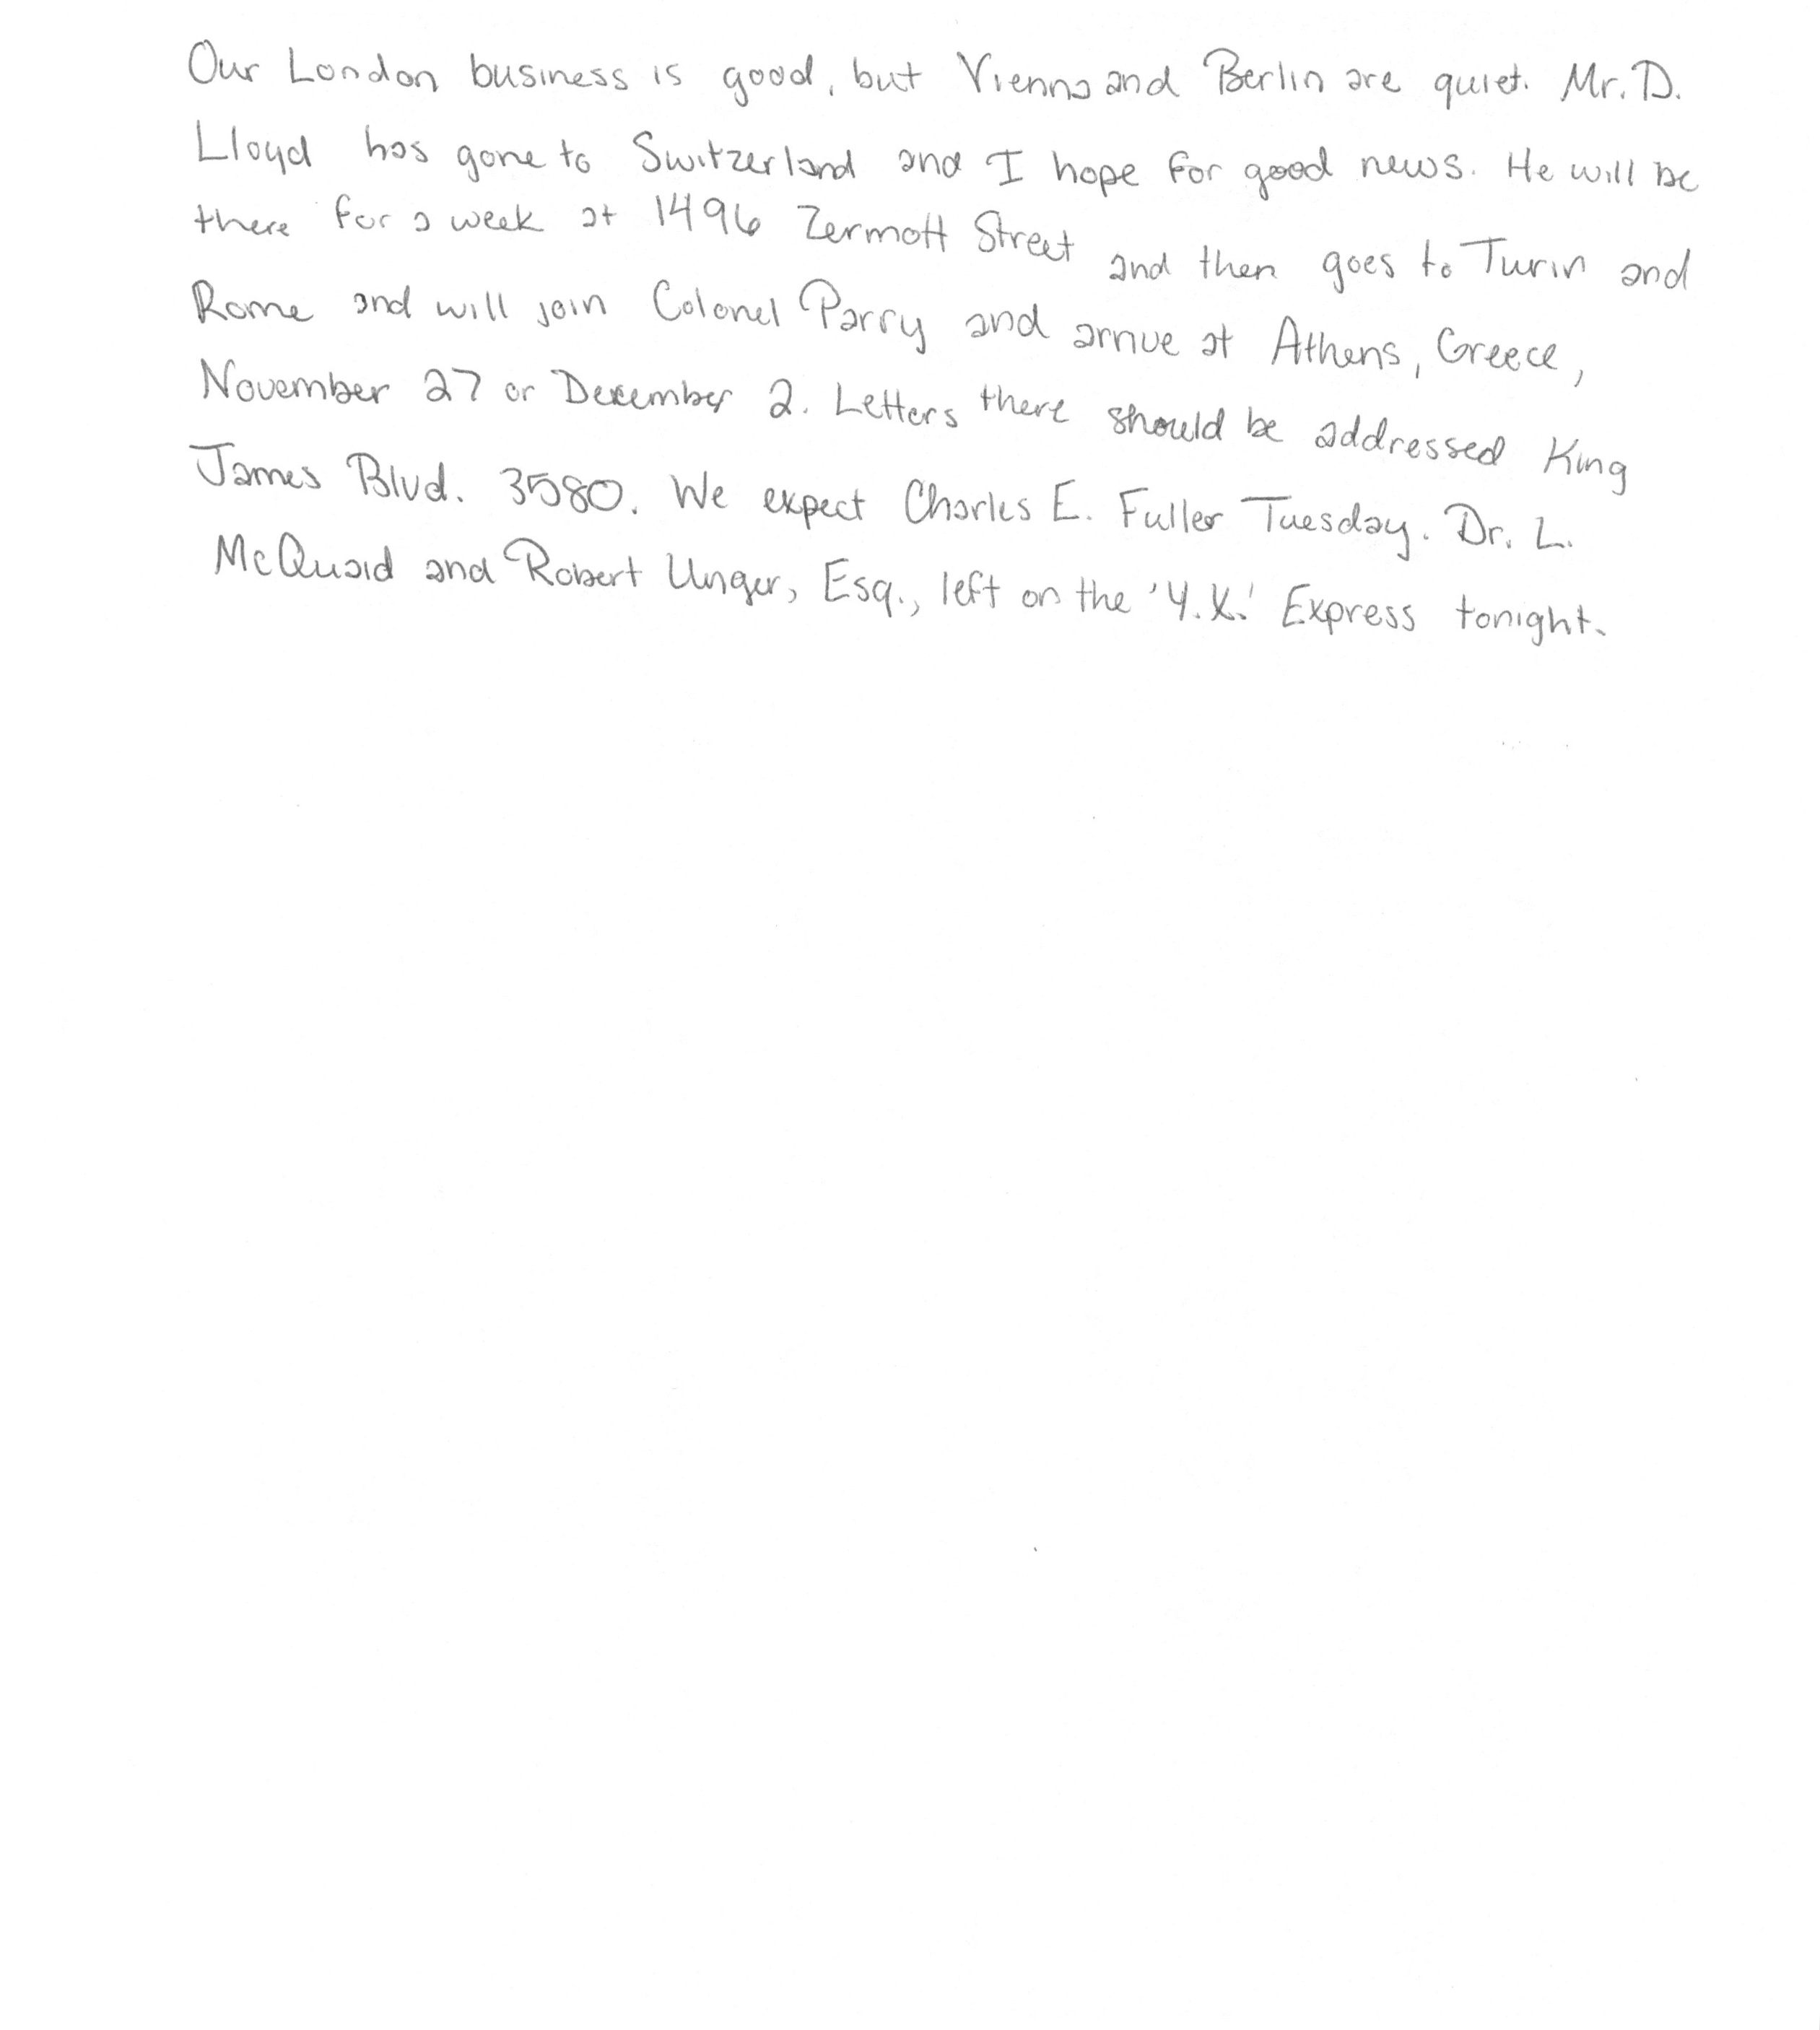 Our London business is good, but Vienna and Berlin are quiet. Mr. D.
Lloyd has gone to Switzerland and I hope for good news. He will be
there for a week at 1496 Zermott Street and then goes to Turin and
Rome and will join Colonel Parry and arrive at Athens, Greece,
November 27 or December 2. Letters there should be addressed King
James Blvd. 3580. We expect Charles E. Fuller Tuesday. Dr. L.
McQuaid and Robert Unger, Esq., left on the 'Y.X.' Express tonight.